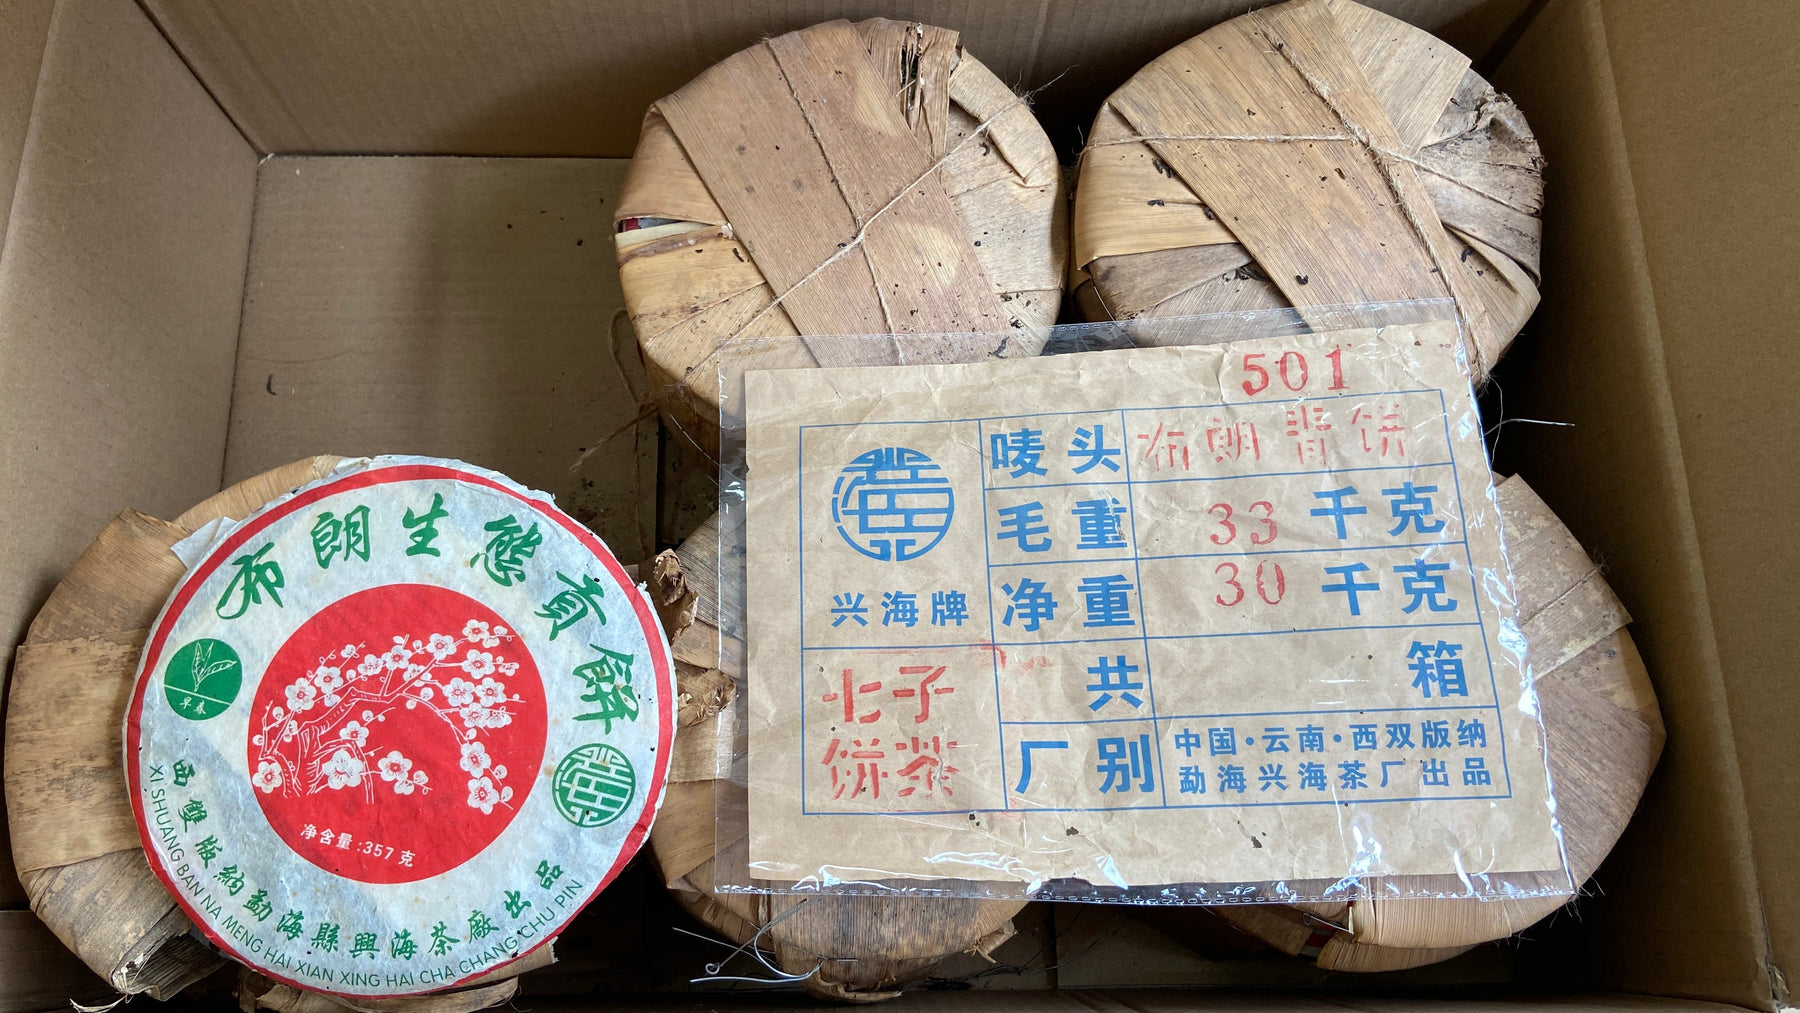 布朗生態貢餅
早春
净含量:357克
西雙版納勐海縣興海茶廠出品
XI SHUANG BAN NA MENG HAI XIAN XING HAI CHA CHANG CHU PIN
501
唛头 布朗青饼
毛重 33 千克
净重 30 千克
兴海牌
共 箱
七子
饼茶
厂别 中国·云南·西双版纳
勐海兴海茶厂出品